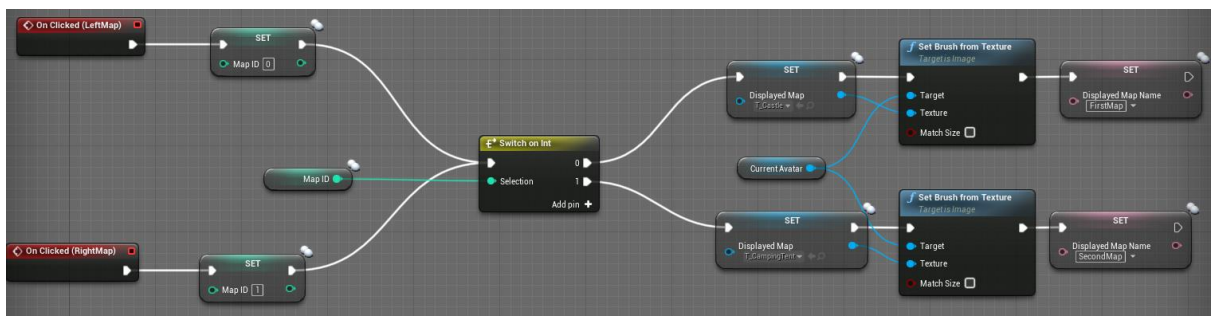 On Clicked (LeftMap)
SET
Map ID 0
Map ID
On Clicked (RightMap)
SET
Map ID 1
Switch on Int
0
Selection
1
Add pin +
SET
Displayed Map
T_Castle
Set Brush from Texture
Target is Image
Target
Texture
Match Size
SET
Displayed Map Name
FirstMap
Current Avatar
SET
Displayed Map
T_CampingTent
Set Brush from Texture
Target is Image
Target
Texture
Match Size
SET
Displayed Map Name
SecondMap